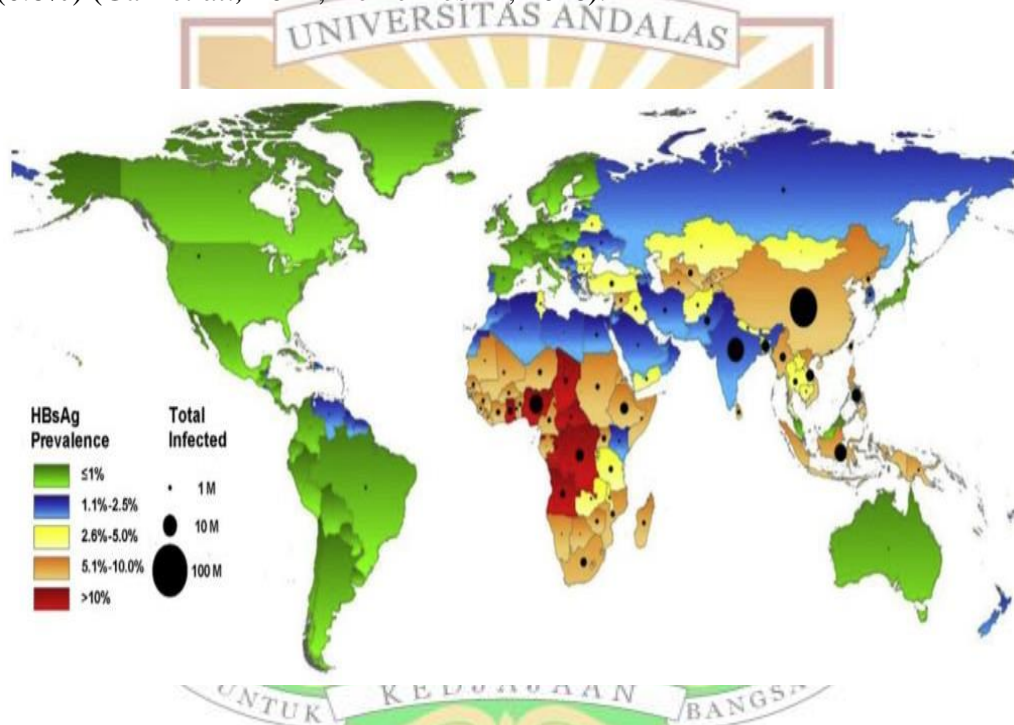 UNIVERSITAS ANDALAS
HBsAg
Prevalence
≤1%
1.1%-2.5%
2.6%-5.0%
5.1%-10.0%
>10%
Total
Infected
1 M
10 M
100 M
UNTUK KEDJAJAAN BANGSA